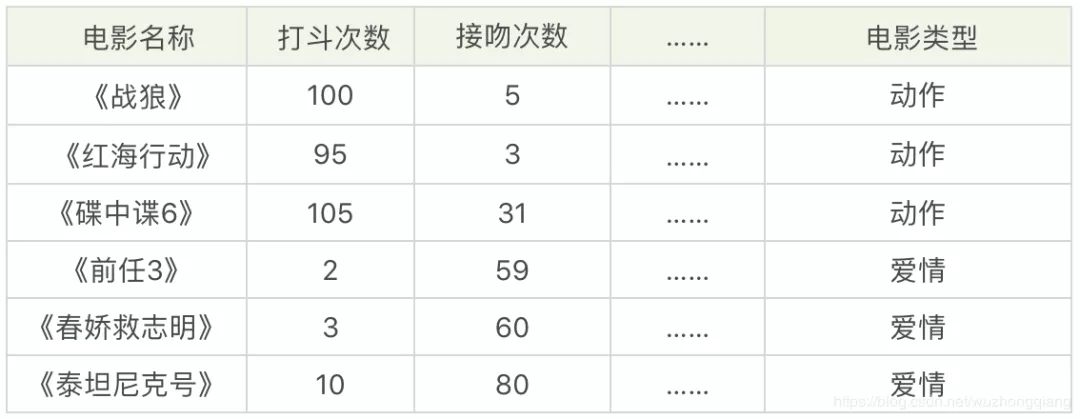 电影名称 打斗次数 接吻次数 …… 电影类型
《战狼》 100 5 …… 动作
《红海行动》 95 3 …… 动作
《碟中谍6》 105 31 …… 动作
《前任3》 2 59 …… 爱情
《春娇救志明》 3 60 …… 爱情
《泰坦尼克号》 10 80 …… 爱情
https://blog.csdn.net/wuzhongqiang